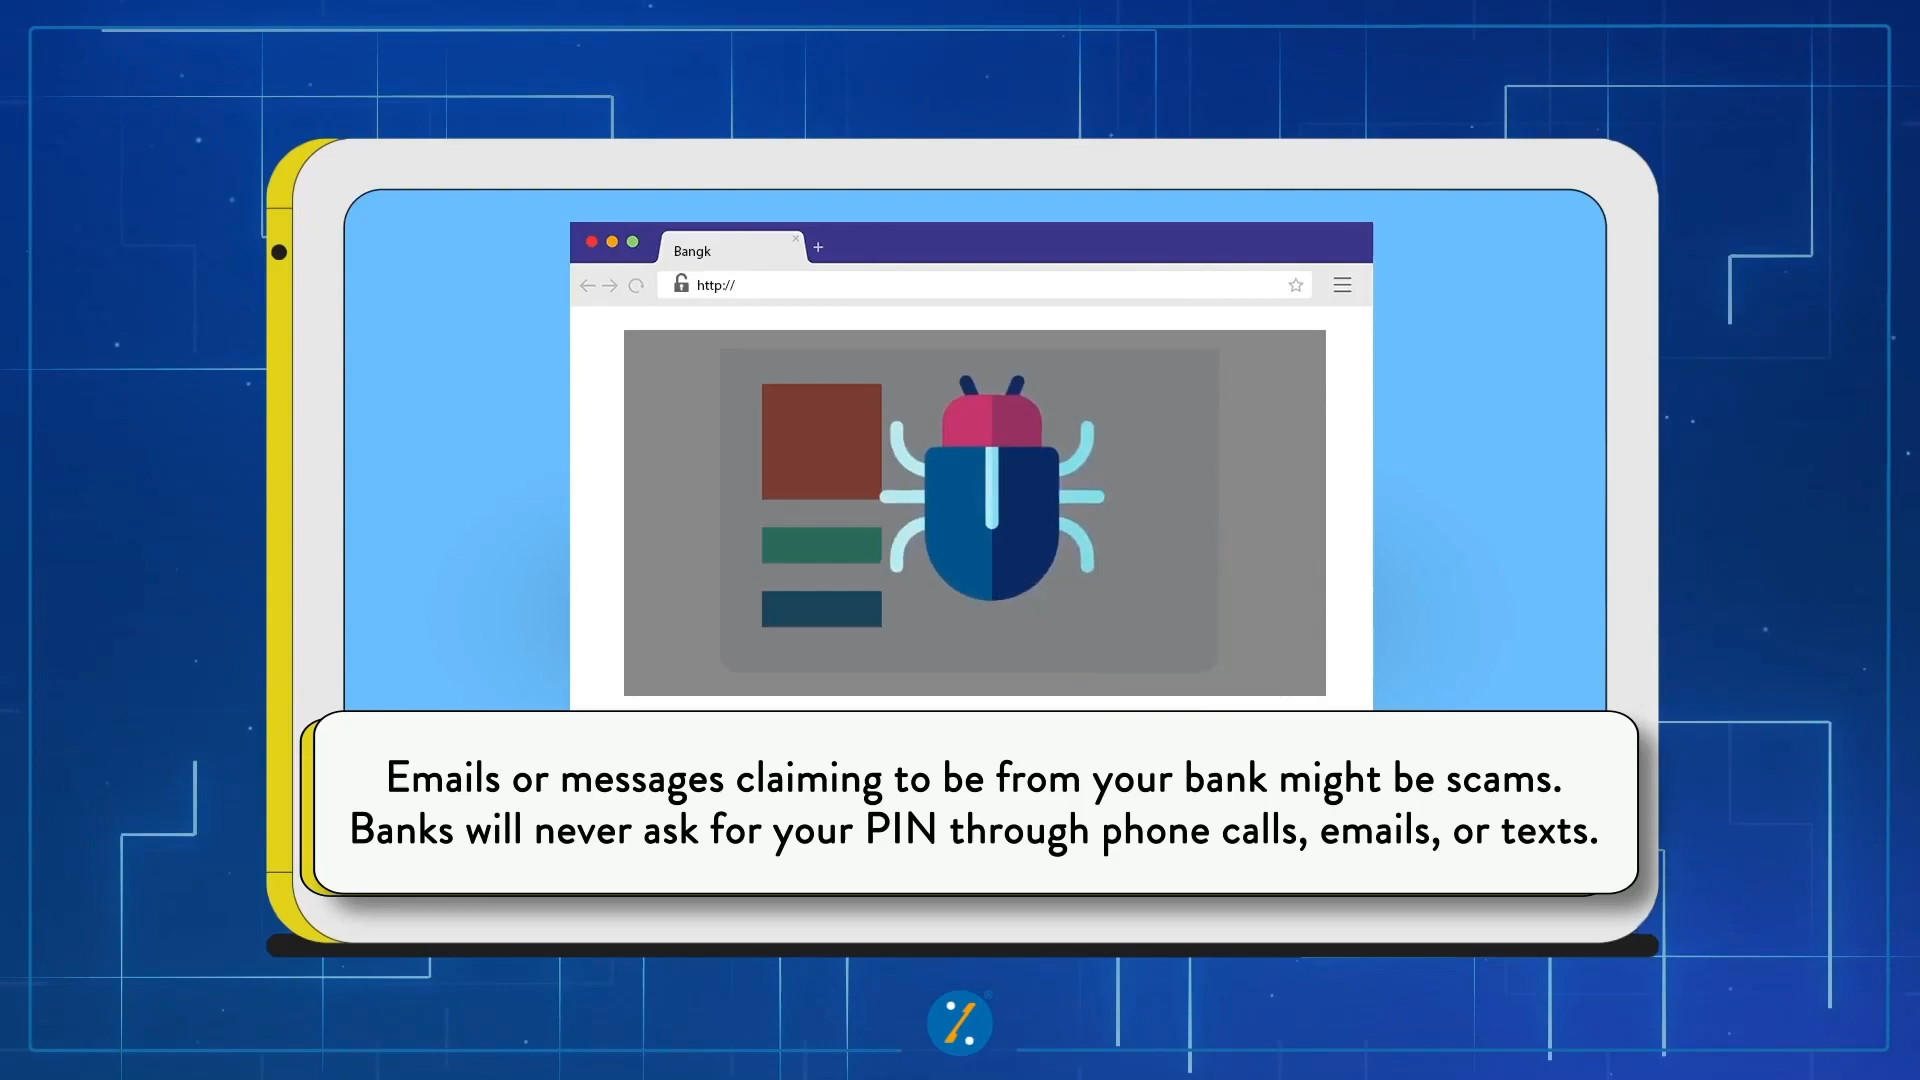 Bangk
http://
Emails or messages claiming to be from your bank might be scams.
Banks will never ask for your PIN through phone calls, emails, or texts.